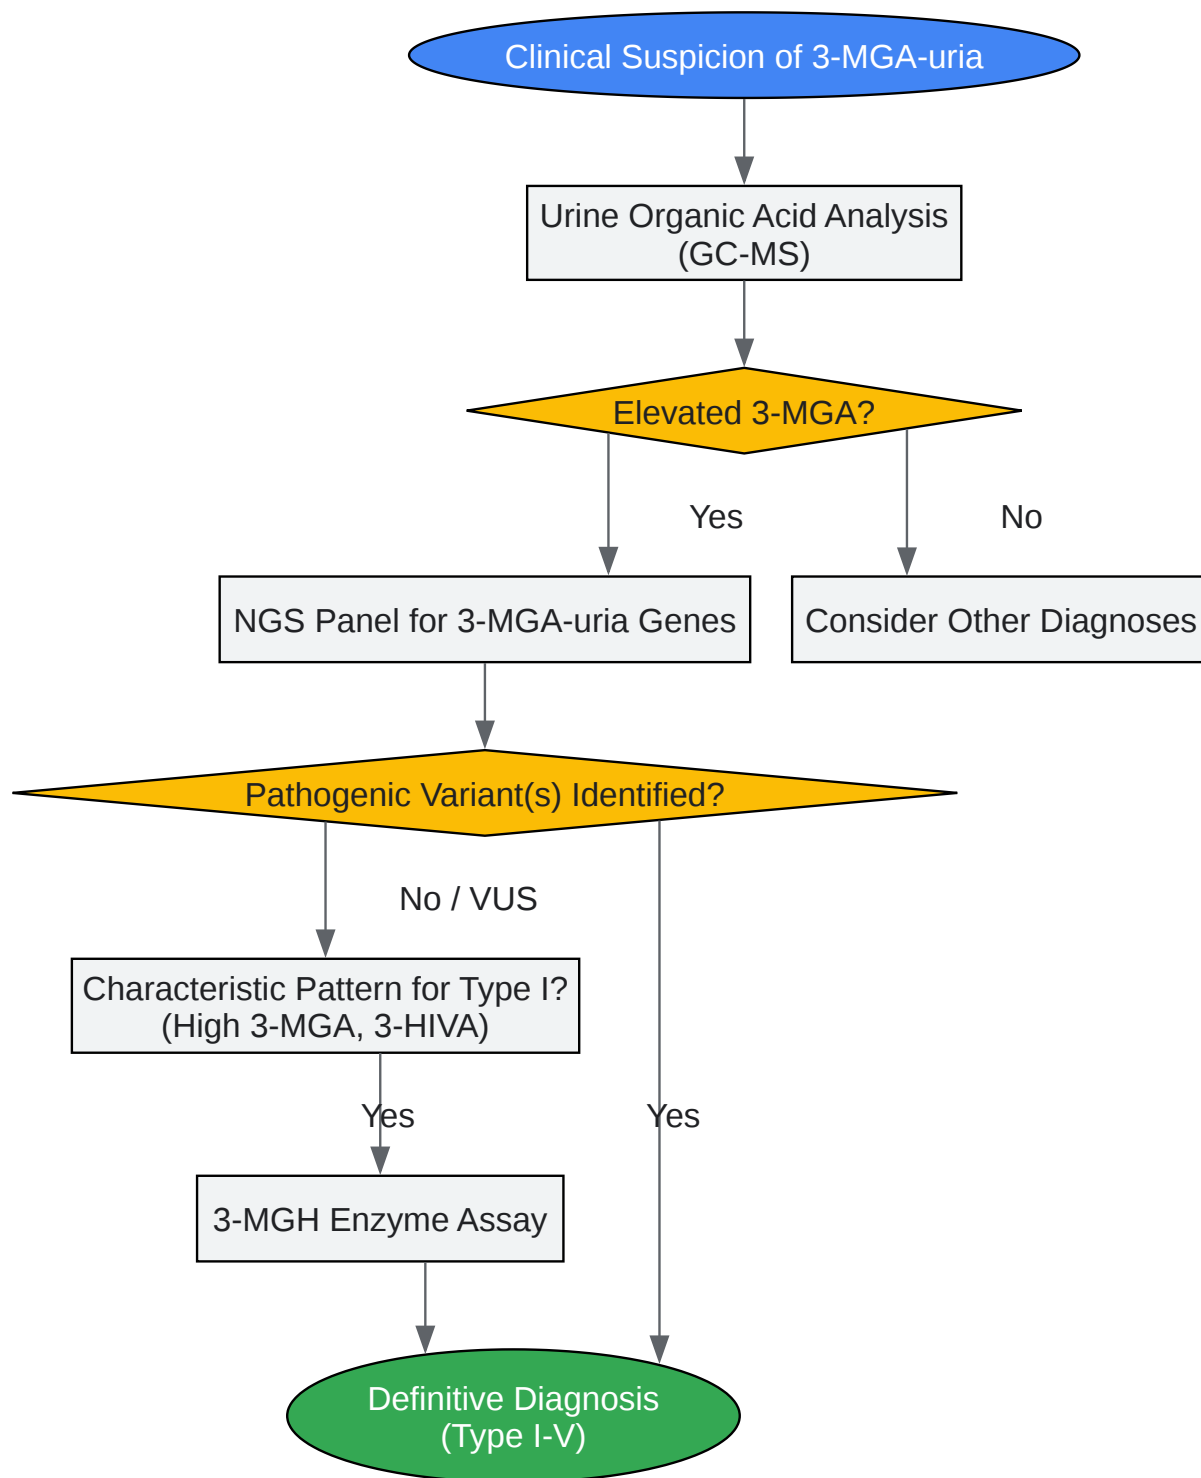 Clinical Suspicion of 3-MGA-uria
Urine Organic Acid Analysis
(GC-MS)
Elevated 3-MGA?
Yes
No
NGS Panel for 3-MGA-uria Genes
Consider Other Diagnoses
Pathogenic Variant(s) Identified?
No / VUS
Characteristic Pattern for Type I?
(High 3-MGA, 3-HIVA)
Yes
Yes
3-MGH Enzyme Assay
Definitive Diagnosis
(Type I-V)